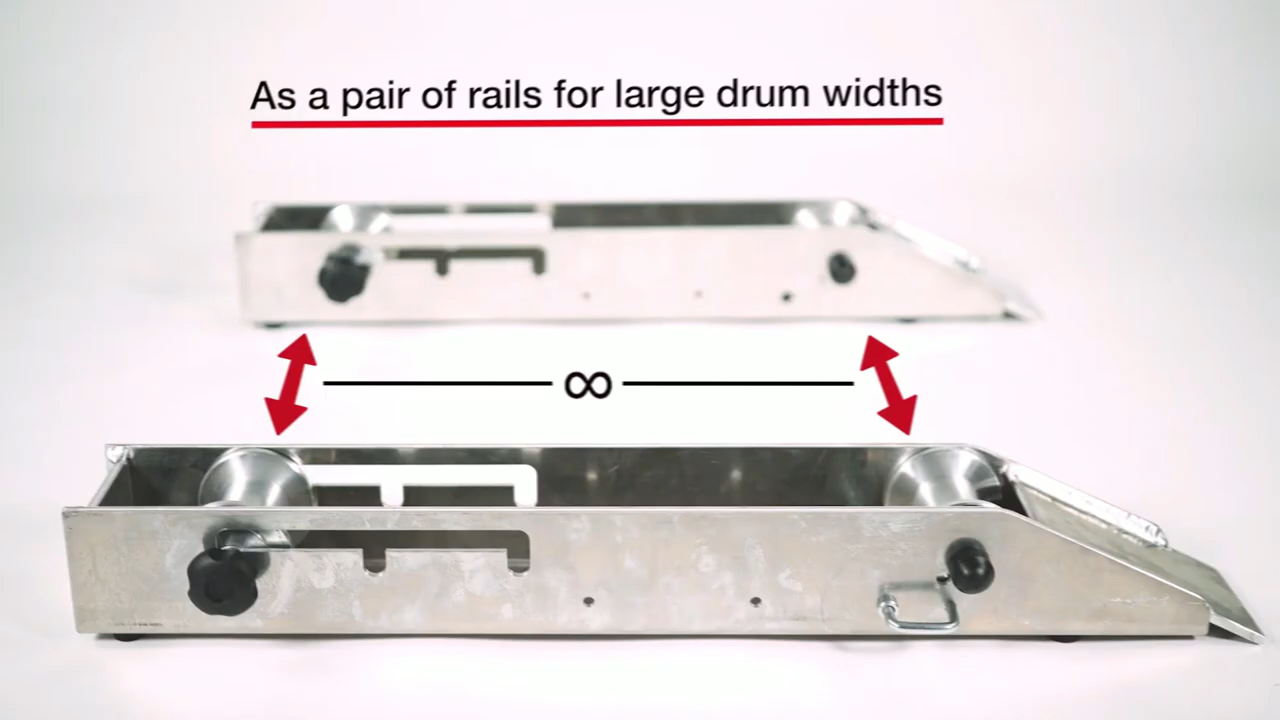 As a pair of rails for large drum widths
∞